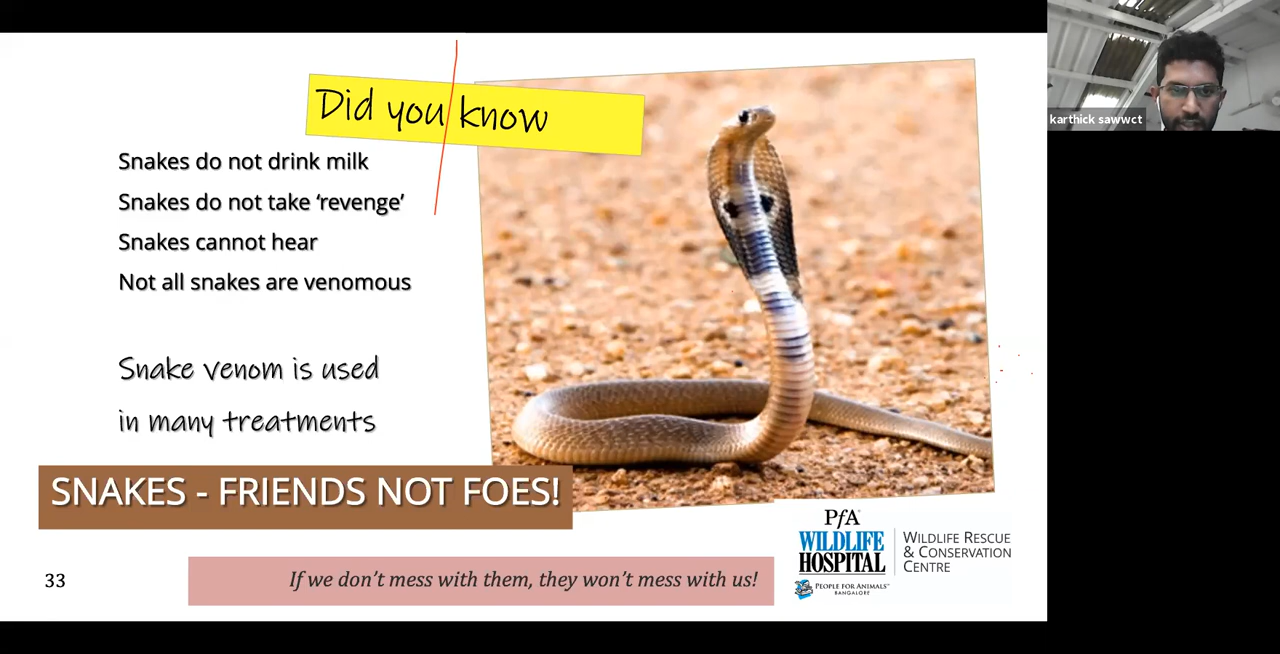 Did you know
Snakes do not drink milk
Snakes do not take ‘revenge’
Snakes cannot hear
Not all snakes are venomous
Snake venom is used
in many treatments
SNAKES - FRIENDS NOT FOES!
33
If we don’t mess with them, they won’t mess with us!
PfA
WILDLIFE
HOSPITAL
PEOPLE FOR ANIMALS
BANGALORE
WILDLIFE RESCUE
& CONSERVATION
CENTRE
karthick sawwct